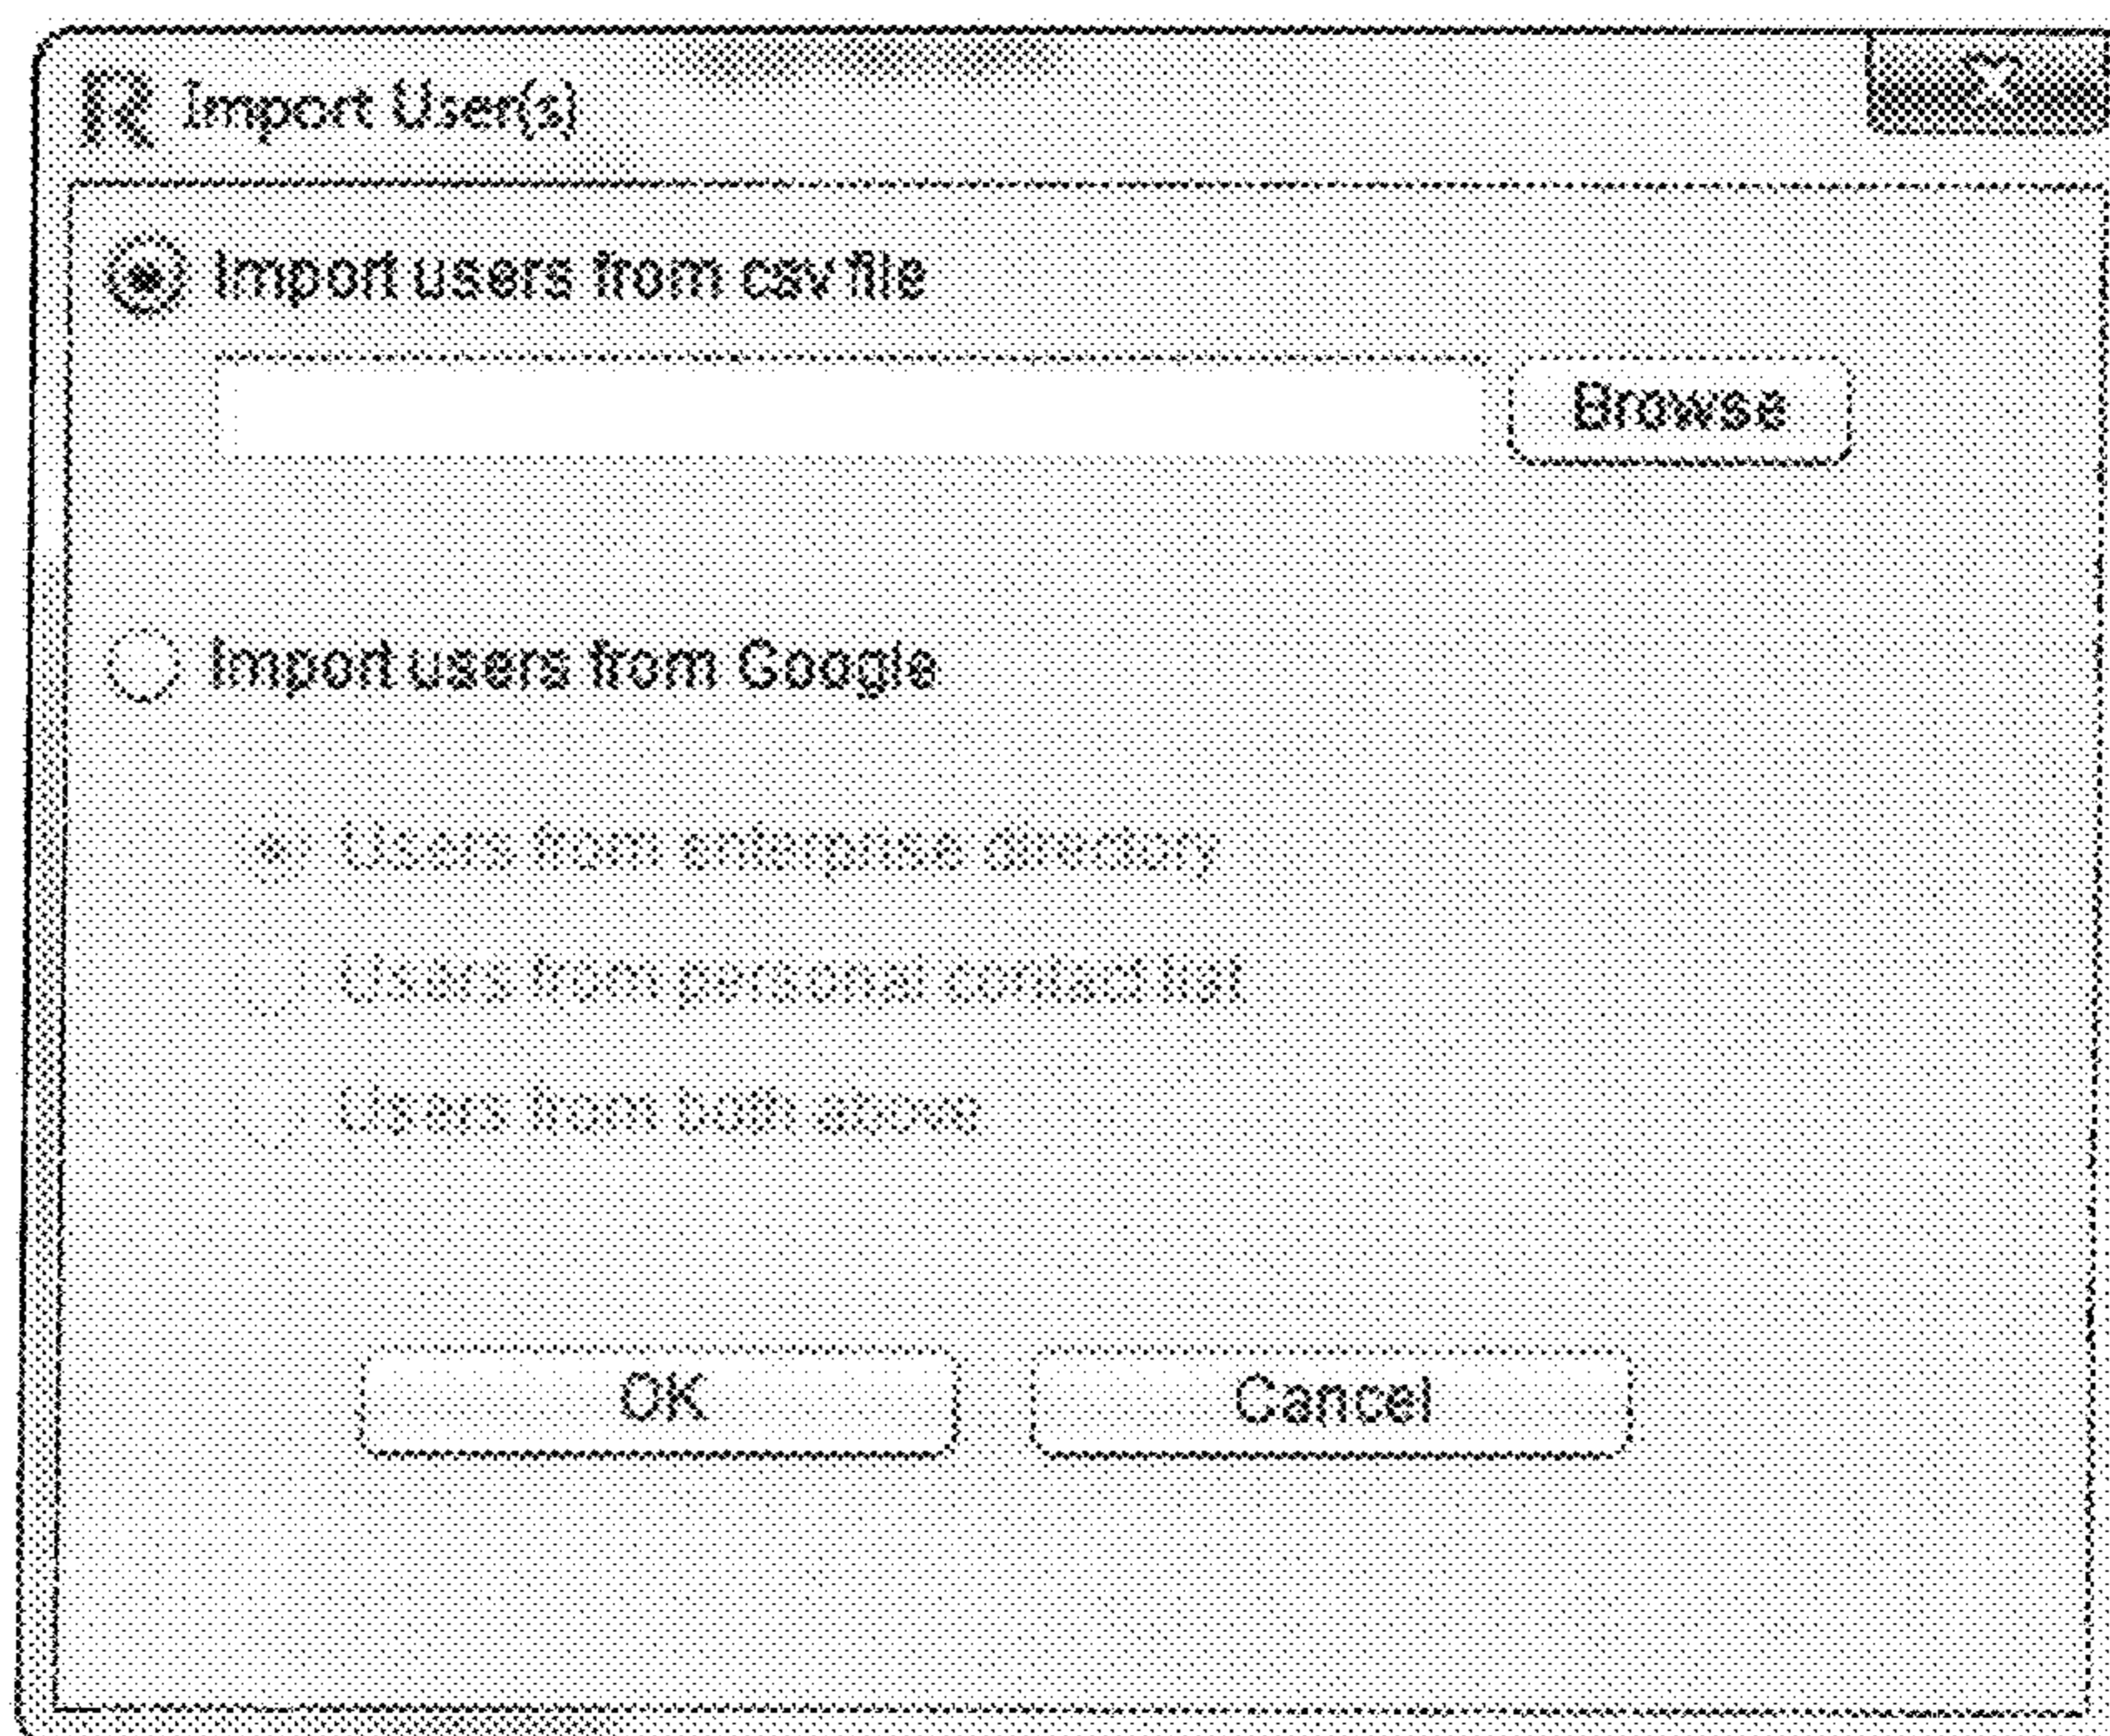 R Import User(s)
Import users from csv file
Browse
Import users from Google
Users from enterprise directory
Users from personal contact list
Users from both above
OK Cancel